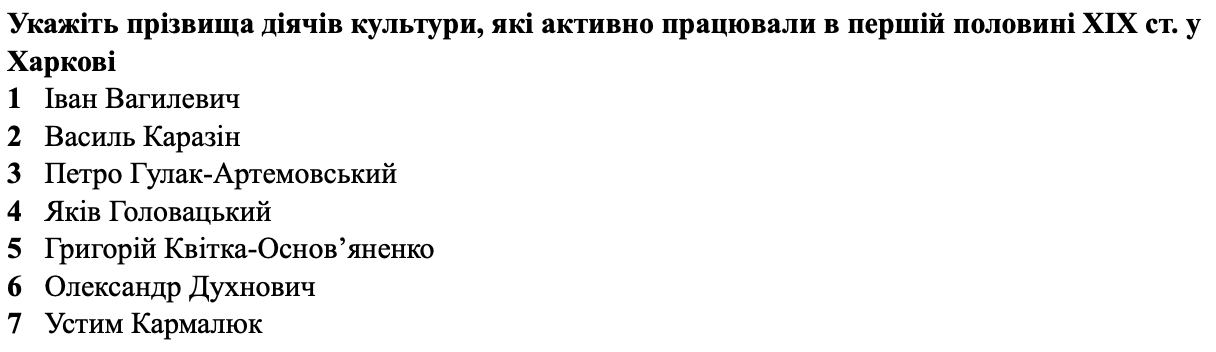 Укажіть прізвища діячів культури, які активно працювали в першій половині XIX ст. у
Харкові
1 Іван Вагилевич
2 Василь Каразін
3 Петро Гулак-Артемовський
4 Яків Головацький
5 Григорій Квітка-Основ’яненко
6 Олександр Духнович
7 Устим Кармалюк